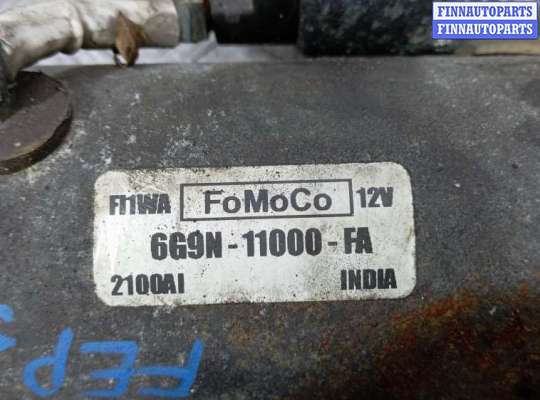 FINNAUTOPARTS
FINNAUTOPARTS
FI1WA FoMoCo 12V
6G9N-11000-FA
2100AI INDIA